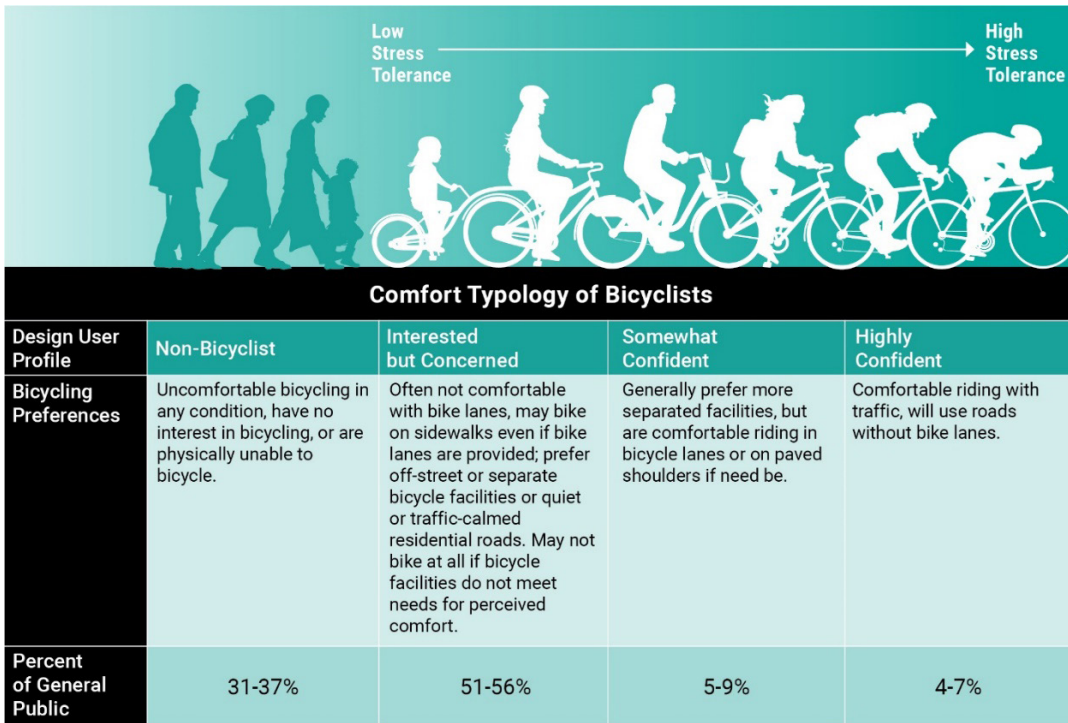 Low
Stress
Tolerance
High
Stress
Tolerance
Comfort Typology of Bicyclists
Design User
Profile
Non-Bicyclist
Interested
but Concerned
Somewhat
Confident
Highly
Confident
Bicycling
Preferences
Uncomfortable bicycling in
any condition, have no
interest in bicycling, or are
physically unable to
bicycle.
Often not comfortable
with bike lanes, may bike
on sidewalks even if bike
lanes are provided; prefer
off-street or separate
bicycle facilities or quiet
or traffic-calmed
residential roads. May not
bike at all if bicycle
facilities do not meet
needs for perceived
comfort.
Generally prefer more
separated facilities, but
are comfortable riding in
bicycle lanes or on paved
shoulders if need be.
Comfortable riding with
traffic, will use roads
without bike lanes.
Percent
of General
Public
31-37%
51-56%
5-9%
4-7%